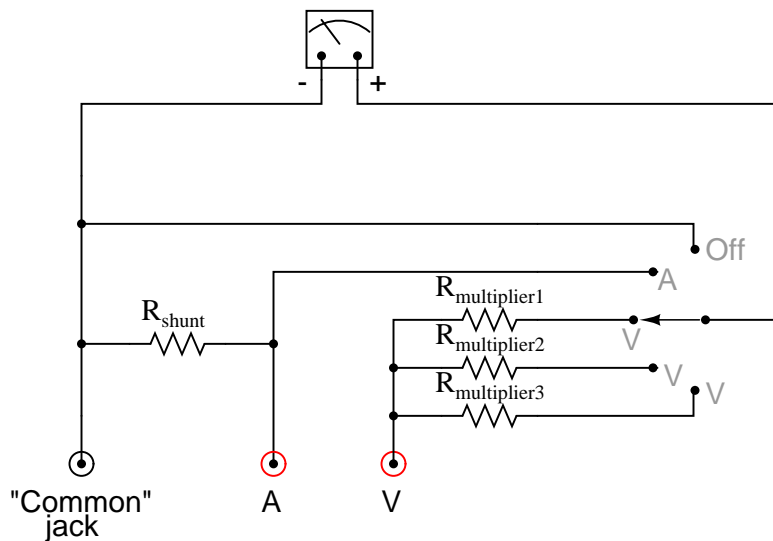 - +
Off
A
Rmultiplier1
Rshunt
V
Rmultiplier2
V
Rmultiplier3
V
"Common"
jack
A
V